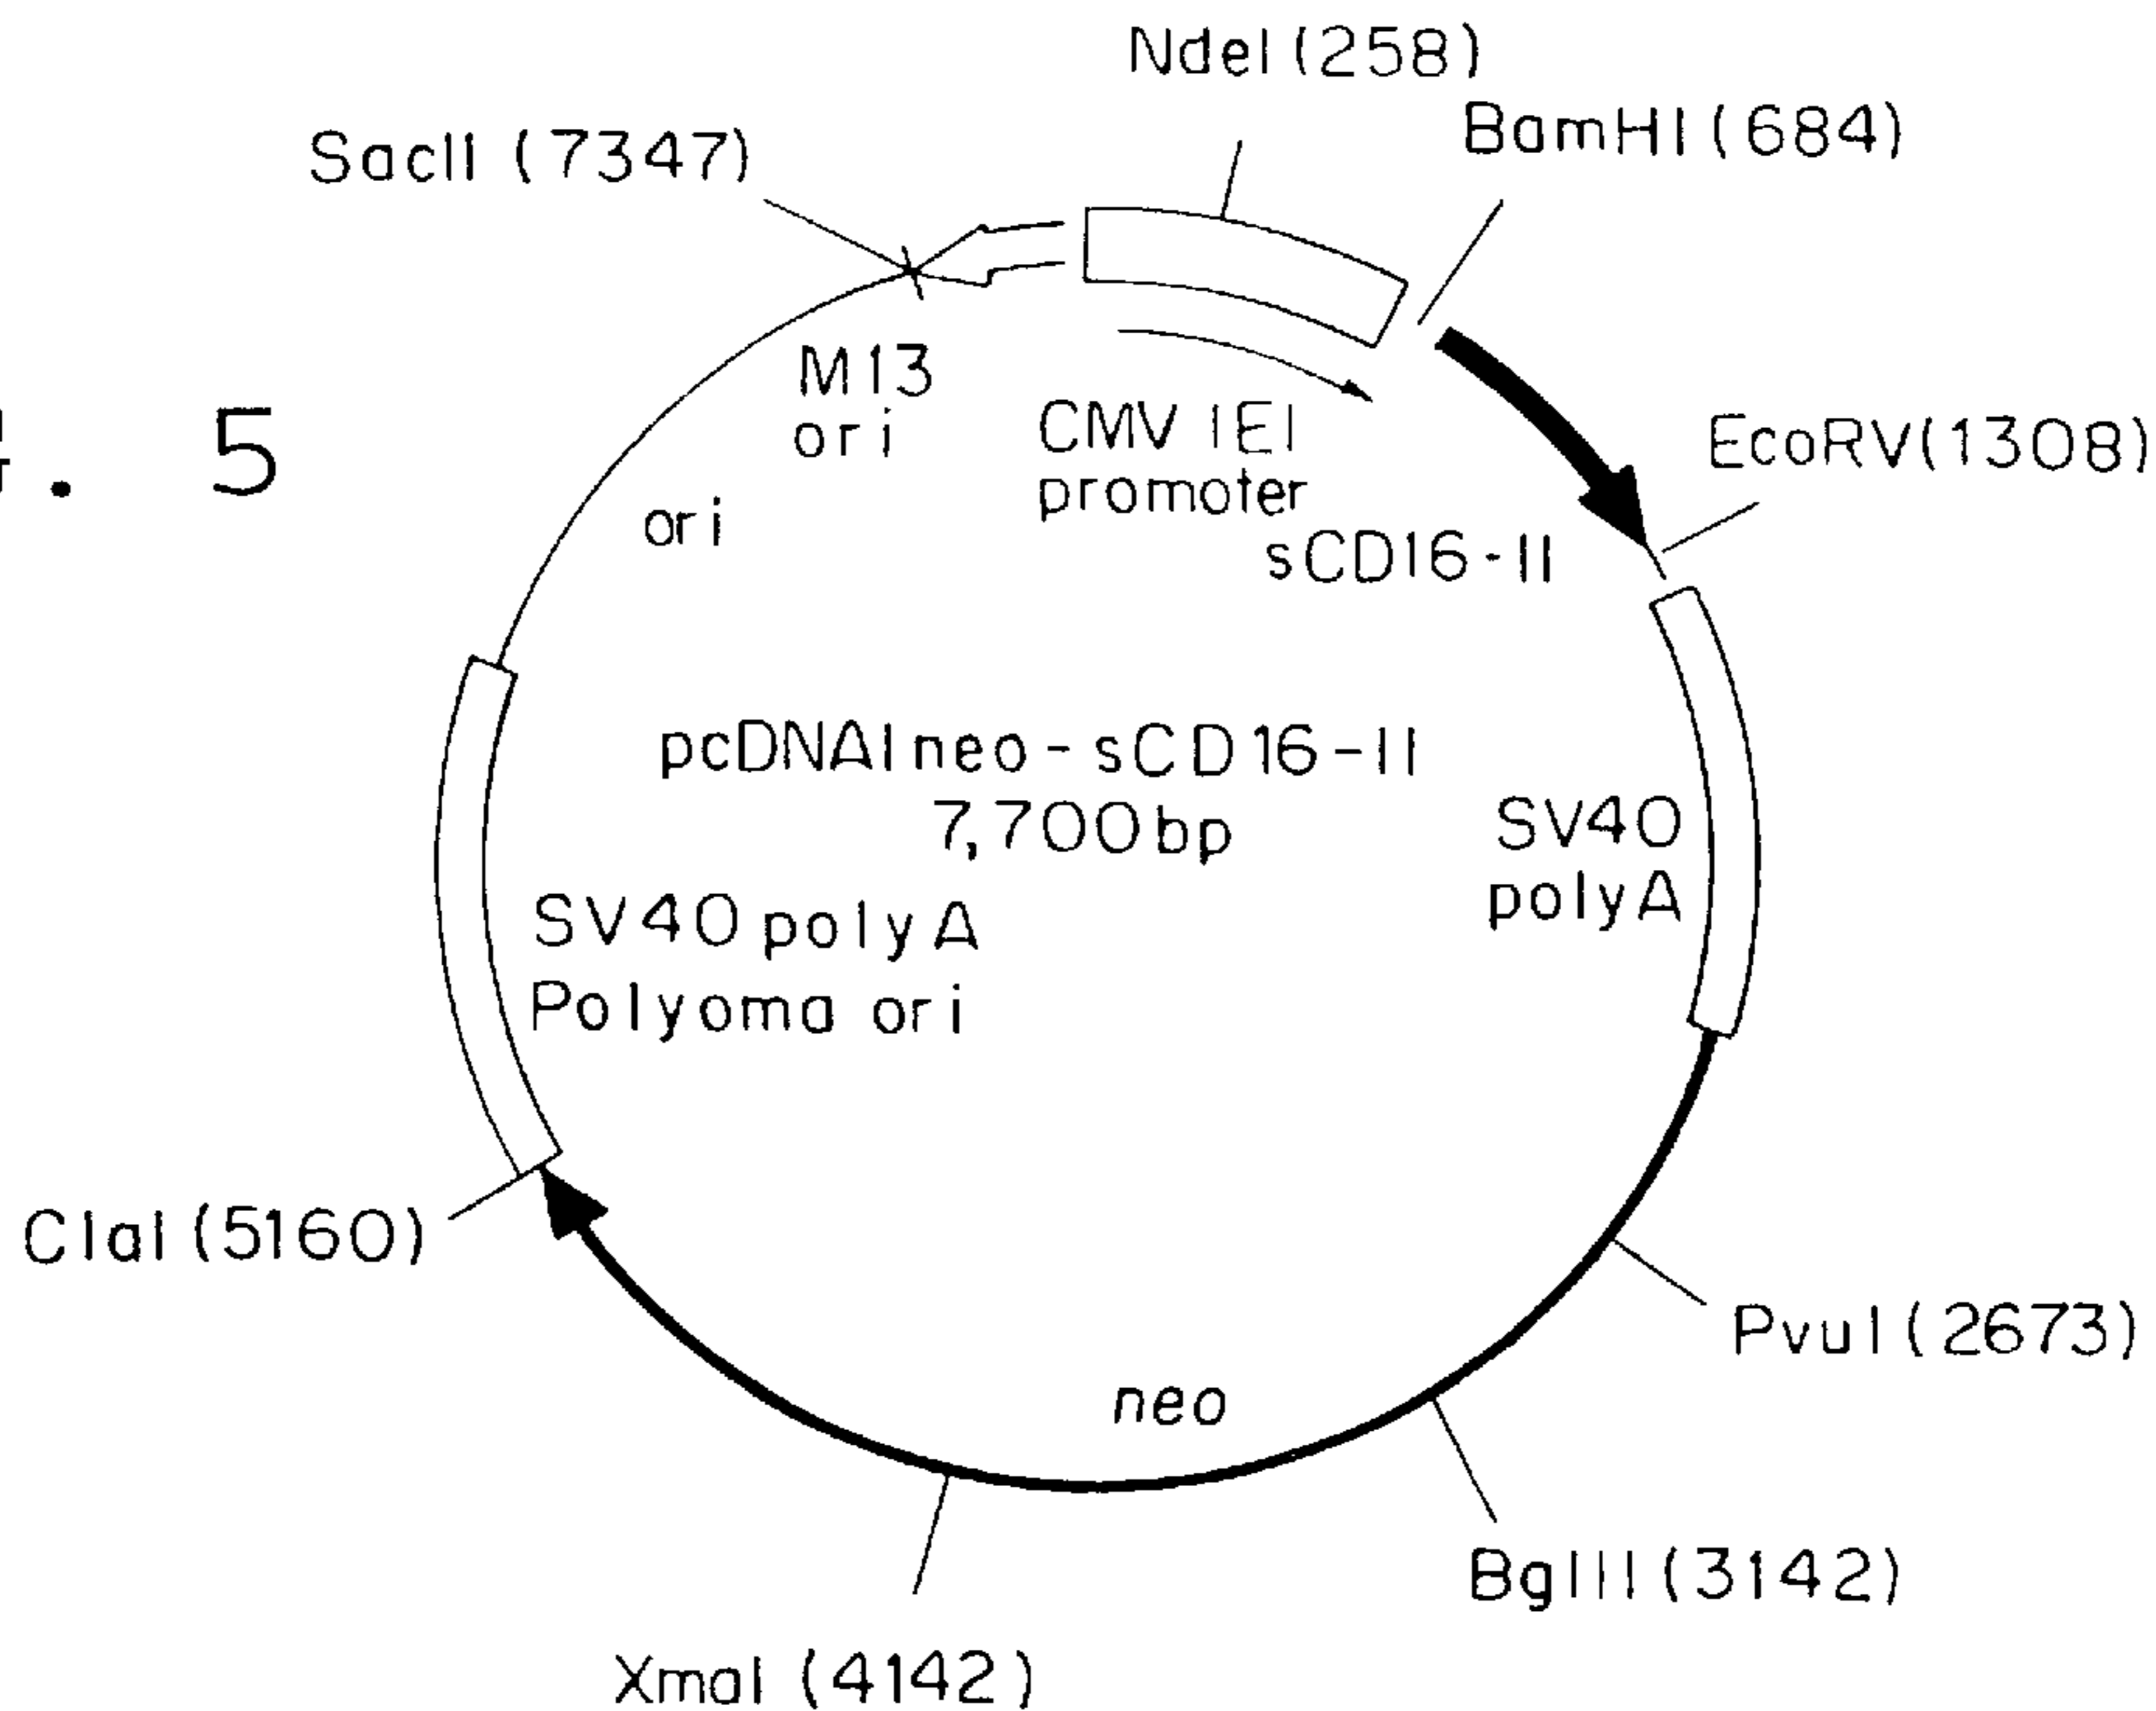 . 5
NdeI (258)
BamHI (684)
SacII (7347)
EcoRV (1308)
M13
ori
CMV IEI
promoter
ori
sCD16-II
pcDNAIneo-sCD16-II
7,700bp
SV40
polyA
SV40 polyA
Polyoma ori
ClaI (5160)
PvuI (2673)
neo
BglII (3142)
XmaI (4142)